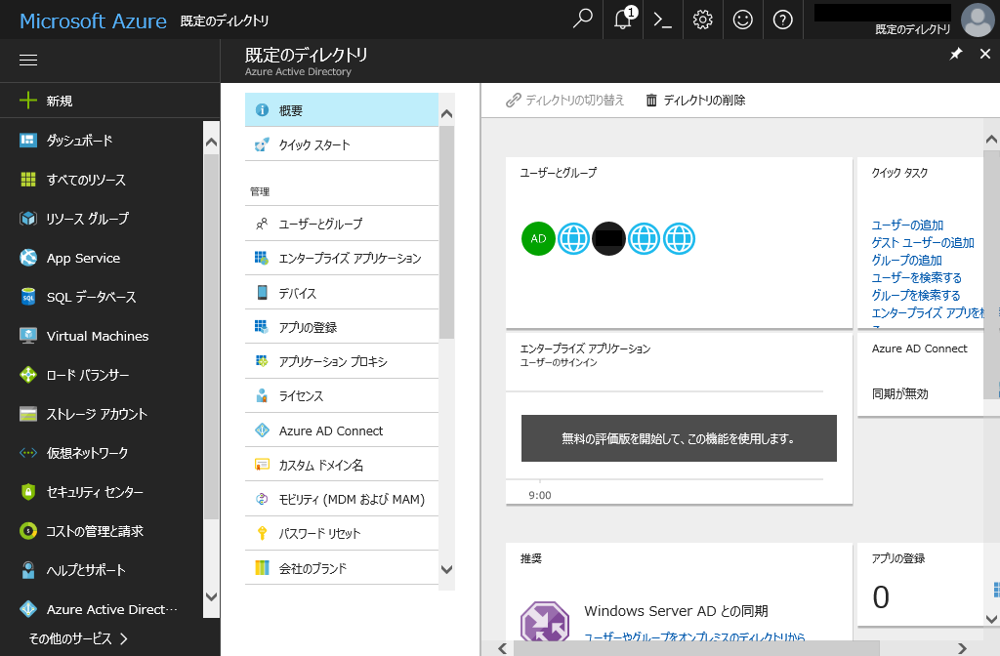 Microsoft Azure 既定のディレクトリ
1
既定のディレクトリ
既定のディレクトリ
Azure Active Directory
新規
ダッシュボード
すべてのリソース
リソース グループ
App Service
SQL データベース
Virtual Machines
ロード バランサー
ストレージ アカウント
仮想ネットワーク
セキュリティ センター
コストの管理と請求
ヘルプとサポート
Azure Active Direct…
その他のサービス
概要
クイック スタート
管理
ユーザーとグループ
エンタープライズ アプリケーション
デバイス
アプリの登録
アプリケーション プロキシ
ライセンス
Azure AD Connect
カスタム ドメイン名
モビリティ (MDM および MAM)
パスワード リセット
会社のブランド
ディレクトリの切り替え ディレクトリの削除
ユーザーとグループ
AD
クイック タスク
ユーザーの追加
ゲスト ユーザーの追加
グループの追加
ユーザーを検索する
グループを検索する
エンタープライズ アプリを検
エンタープライズ アプリケーション
ユーザーのサインイン
無料の評価版を開始して、この機能を使用します。
9:00
Azure AD Connect
同期が無効
推奨
Windows Server AD との同期
ユーザーやグループをオンプレミスのディレクトリから
アプリの登録
0